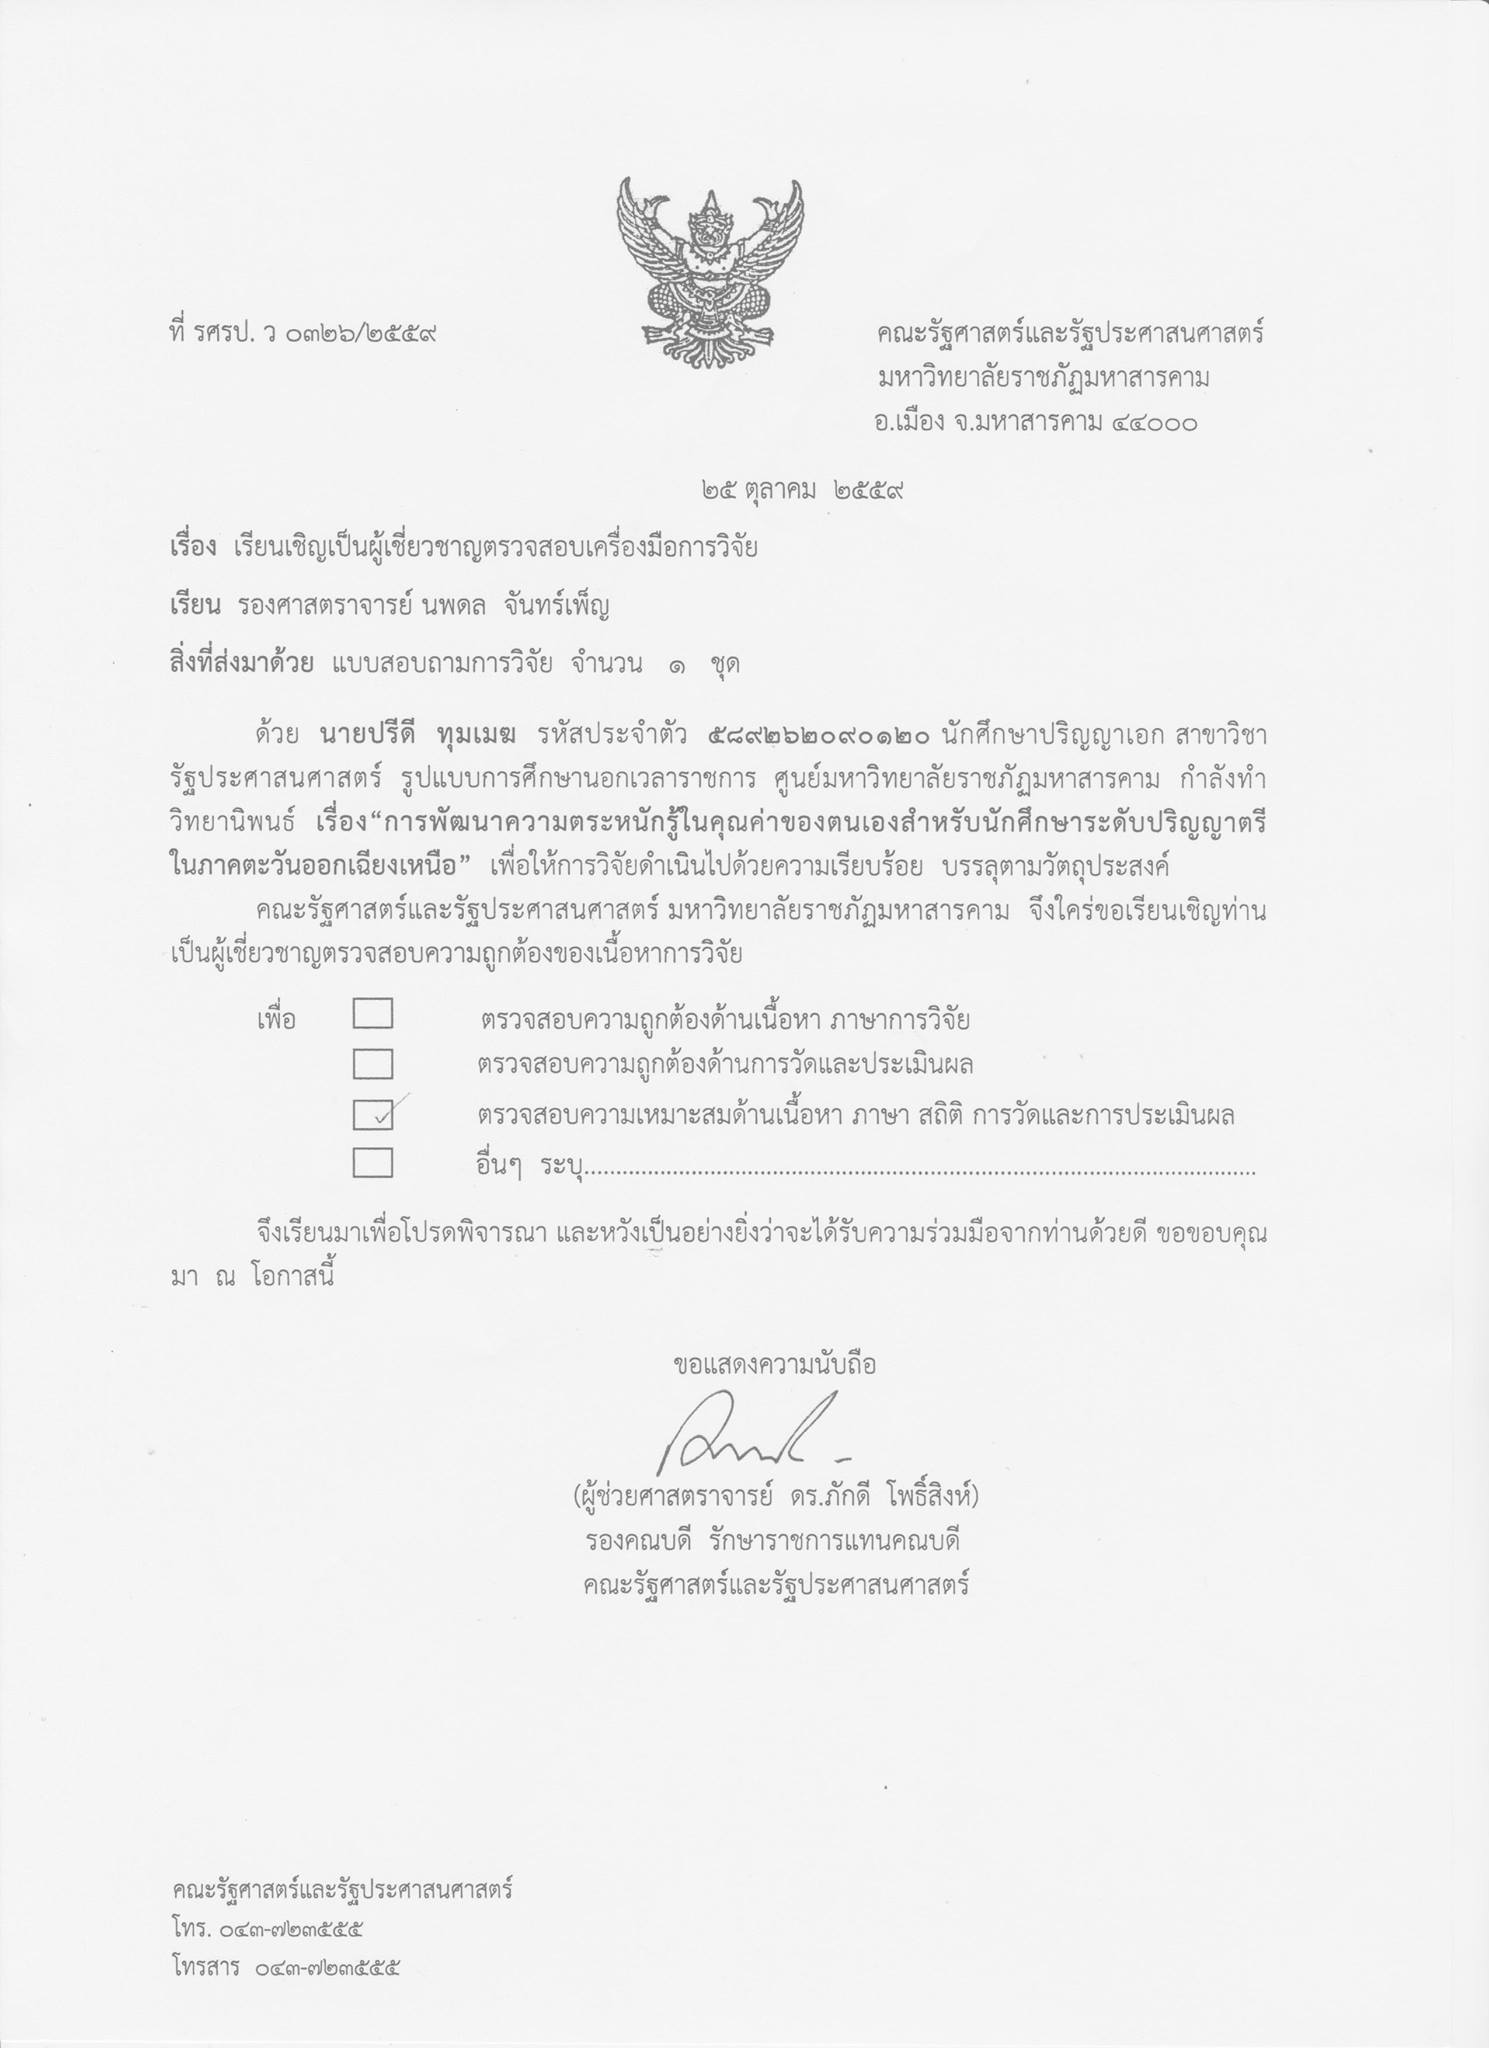 ที่ รศรป. ว ๐๓๒๖/๒๕๕๙
คณะรัฐศาสตร์และรัฐประศาสนศาสตร์
มหาวิทยาลัยราชภัฏมหาสารคาม
อ.เมือง จ.มหาสารคาม ๔๔๐๐๐
๒๕ ตุลาคม ๒๕๕๙
เรื่อง เรียนเชิญเป็นผู้เชี่ยวชาญตรวจสอบเครื่องมือการวิจัย
เรียน รองศาสตราจารย์ นพดล จันทร์เพ็ญ
สิ่งที่ส่งมาด้วย แบบสอบถามการวิจัย จำนวน ๑ ชุด
ด้วย นายปรีดี ทุมเมฆ รหัสประจำตัว ๕๘๙๒๖๒๐๙๐๑๒๐ นักศึกษาปริญญาเอก สาขาวิชา
รัฐประศาสนศาสตร์ รูปแบบการศึกษานอกเวลาราชการ ศูนย์มหาวิทยาลัยราชภัฏมหาสารคาม กำลังทำ
วิทยานิพนธ์ เรื่อง“การพัฒนาความตระหนักรู้ในคุณค่าของตนเองสำหรับนักศึกษาระดับปริญญาตรี
ในภาคตะวันออกเฉียงเหนือ” เพื่อให้การวิจัยดำเนินไปด้วยความเรียบร้อย บรรลุตามวัตถุประสงค์
คณะรัฐศาสตร์และรัฐประศาสนศาสตร์ มหาวิทยาลัยราชภัฏมหาสารคาม จึงใคร่ขอเรียนเชิญท่าน
เป็นผู้เชี่ยวชาญตรวจสอบความถูกต้องของเนื้อหาการวิจัย
เพื่อ ตรวจสอบความถูกต้องด้านเนื้อหา ภาษาการวิจัย
ตรวจสอบความถูกต้องด้านการวัดและประเมินผล
ตรวจสอบความเหมาะสมด้านเนื้อหา ภาษา สถิติ การวัดและการประเมินผล
อื่นๆ ระบุ..........................................................................................................
จึงเรียนมาเพื่อโปรดพิจารณา และหวังเป็นอย่างยิ่งว่าจะได้รับความร่วมมือจากท่านด้วยดี ขอขอบคุณ
มา ณ โอกาสนี้
ขอแสดงความนับถือ
(ผู้ช่วยศาสตราจารย์ ดร.ภักดี โพธิ์สิงห์)
รองคณบดี รักษาราชการแทนคณบดี
คณะรัฐศาสตร์และรัฐประศาสนศาสตร์
คณะรัฐศาสตร์และรัฐประศาสนศาสตร์
โทร. ๐๔๓-๗๒๓๕๕๕
โทรสาร ๐๔๓-๗๒๓๕๕๕